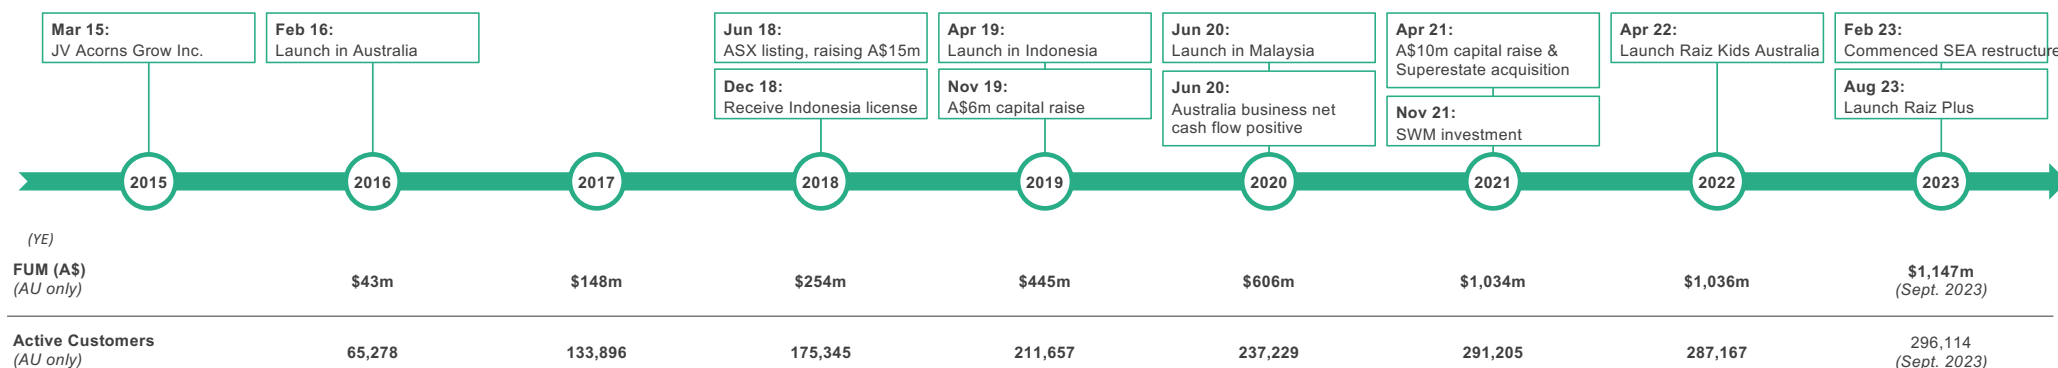 Mar 15:
JV Acorns Grow Inc.
Feb 16:
Launch in Australia
Jun 18:
ASX listing, raising A$15m
Dec 18:
Receive Indonesia license
Apr 19:
Launch in Indonesia
Nov 19:
A$6m capital raise
Jun 20:
Launch in Malaysia
Jun 20:
Australia business net
cash flow positive
Apr 21:
A$10m capital raise &
Superestate acquisition
Nov 21:
SWM investment
Apr 22:
Launch Raiz Kids Australia
Feb 23:
Commenced SEA restructure
Aug 23:
Launch Raiz Plus
2015 2016 2017 2018 2019 2020 2021 2022 2023
(YE)
FUM (A$)
(AU only)
$43m $148m $254m $445m $606m $1,034m $1,036m $1,147m
(Sept. 2023)
Active Customers
(AU only)
65,278 133,896 175,345 211,657 237,229 291,205 287,167 296,114
(Sept. 2023)